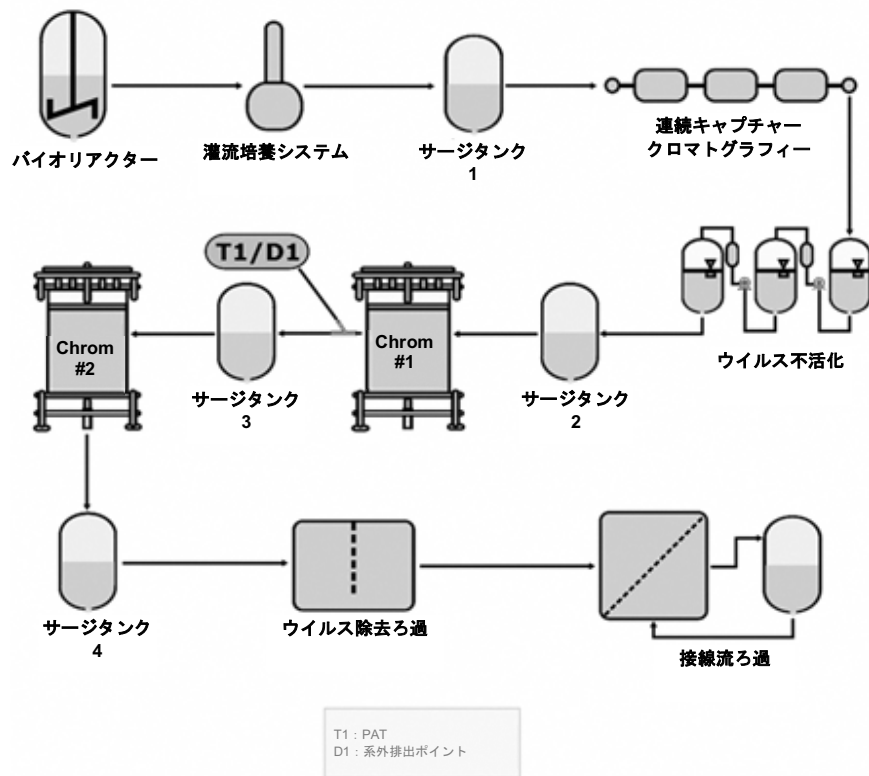 バイオリアクター
灌流培養システム
サージタンク
1
連続キャプチャー
クロマトグラフィー
T1/D1
Chrom
#2
サージタンク
3
Chrom
#1
サージタンク
2
ウイルス不活化
サージタンク
4
ウイルス除去ろ過
接線流ろ過
T1：PAT
D1：系外排出ポイント